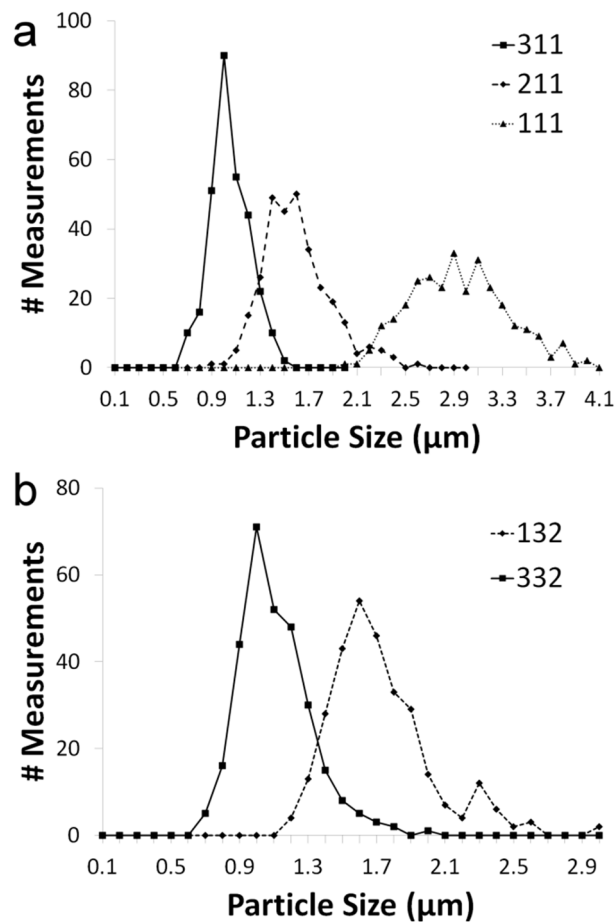 a
100
80
60
40
20
0
# Measurements
311
211
111
0.1 0.5 0.9 1.3 1.7 2.1 2.5 2.9 3.3 3.7 4.1
Particle Size (µm)
b
80
60
40
20
0
# Measurements
132
332
0.1 0.5 0.9 1.3 1.7 2.1 2.5 2.9
Particle Size (µm)